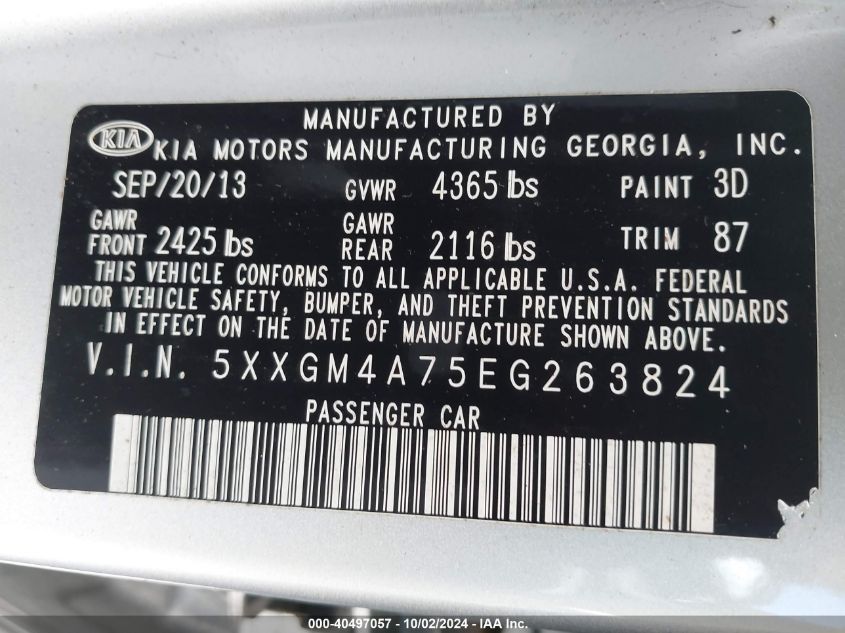 MANUFACTURED BY
KIA KIA MOTORS MANUFACTURING GEORGIA, INC.
SEP/20/13 GVWR 4365 lbs PAINT 3D
GAWR FRONT 2425 lbs GAWR REAR 2116 lbs TRIM 87
THIS VEHICLE CONFORMS TO ALL APPLICABLE U.S.A. FEDERAL
MOTOR VEHICLE SAFETY, BUMPER, AND THEFT PREVENTION STANDARDS
IN EFFECT ON THE DATE OF MANUFACTURE SHOWN ABOVE.
V.I.N. 5XXGM4A75EG263824
PASSENGER CAR
000-40497057 - 10/02/2024 - IAA Inc.